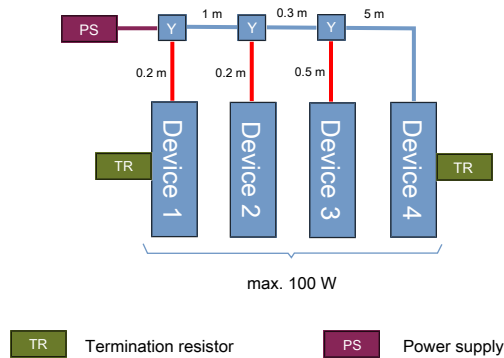 1 m 0.3 m 5 m
PS Y Y Y
0.2 m 0.2 m 0.5 m
Device 1 Device 2 Device 3 Device 4
TR TR
max. 100 W
TR Termination resistor PS Power supply